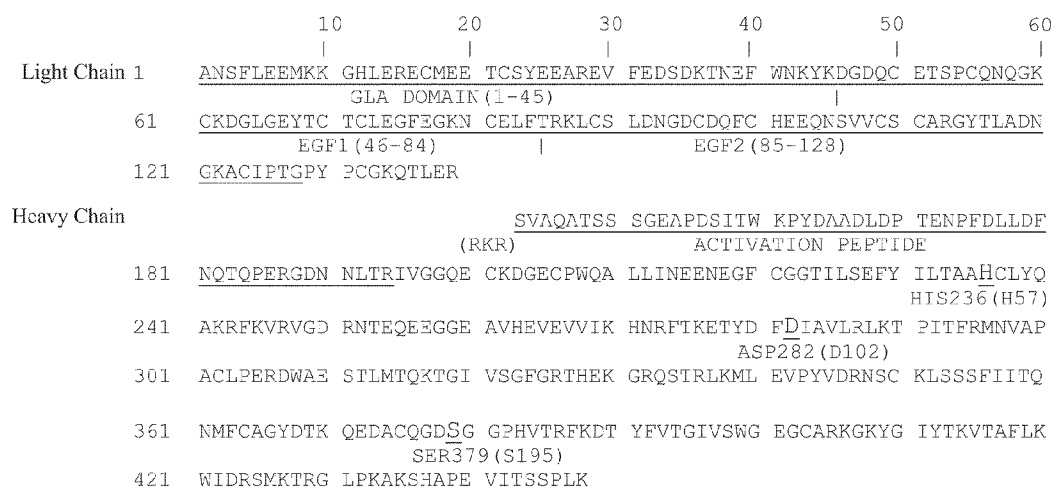 10 20 30 40 50 60
Light Chain 1 ANSFLEEMKK GHLERECMEE TCSYEEAREV FEDSDKTNEF WNKYKDGDQC ETSPCQNQGK
GLA DOMAIN(1-45) |
61 CKDGLGEYTC TCLEGFEGKN CELFTRKLCS LDNGDCDQFC HEEQNSVVCS CARGYTLADN
EGF1(46-84) | EGF2(85-128)
121 GKACIPTGPY PCGKQTLER
Heavy Chain SVAQATSS SGEAPDSITW KPYDAADLDP TENPFDLLDF
(RKR) ACTIVATION PEPTIDE
181 NQTQPERGDN NLTRIVGGQE CKDGECPWQA LLINEENEGF CGGTILSEFY ILTAAHCLYQ
HIS236(H57)
241 AKRFKVRVGD RNTEQEEGGE AVHEVEVVIK HNRFTKETYD FDIAVLRLKT PITFRMNVAP
ASP282(D102)
301 ACLPERDWAE STLMTQKTGI VSGFGRTHEK GRQSTRLKML EVPYVDRNSC KLSSSFIITQ
361 NMFCAGYDTK QEDACQGDSG GPHVTRFKDT YFVTGIVSWG EGCARKGKYG IYTKVTAFLK
SER379(S195)
421 WIDRSMKTRG LPKAKSHAPE VITSSPLK